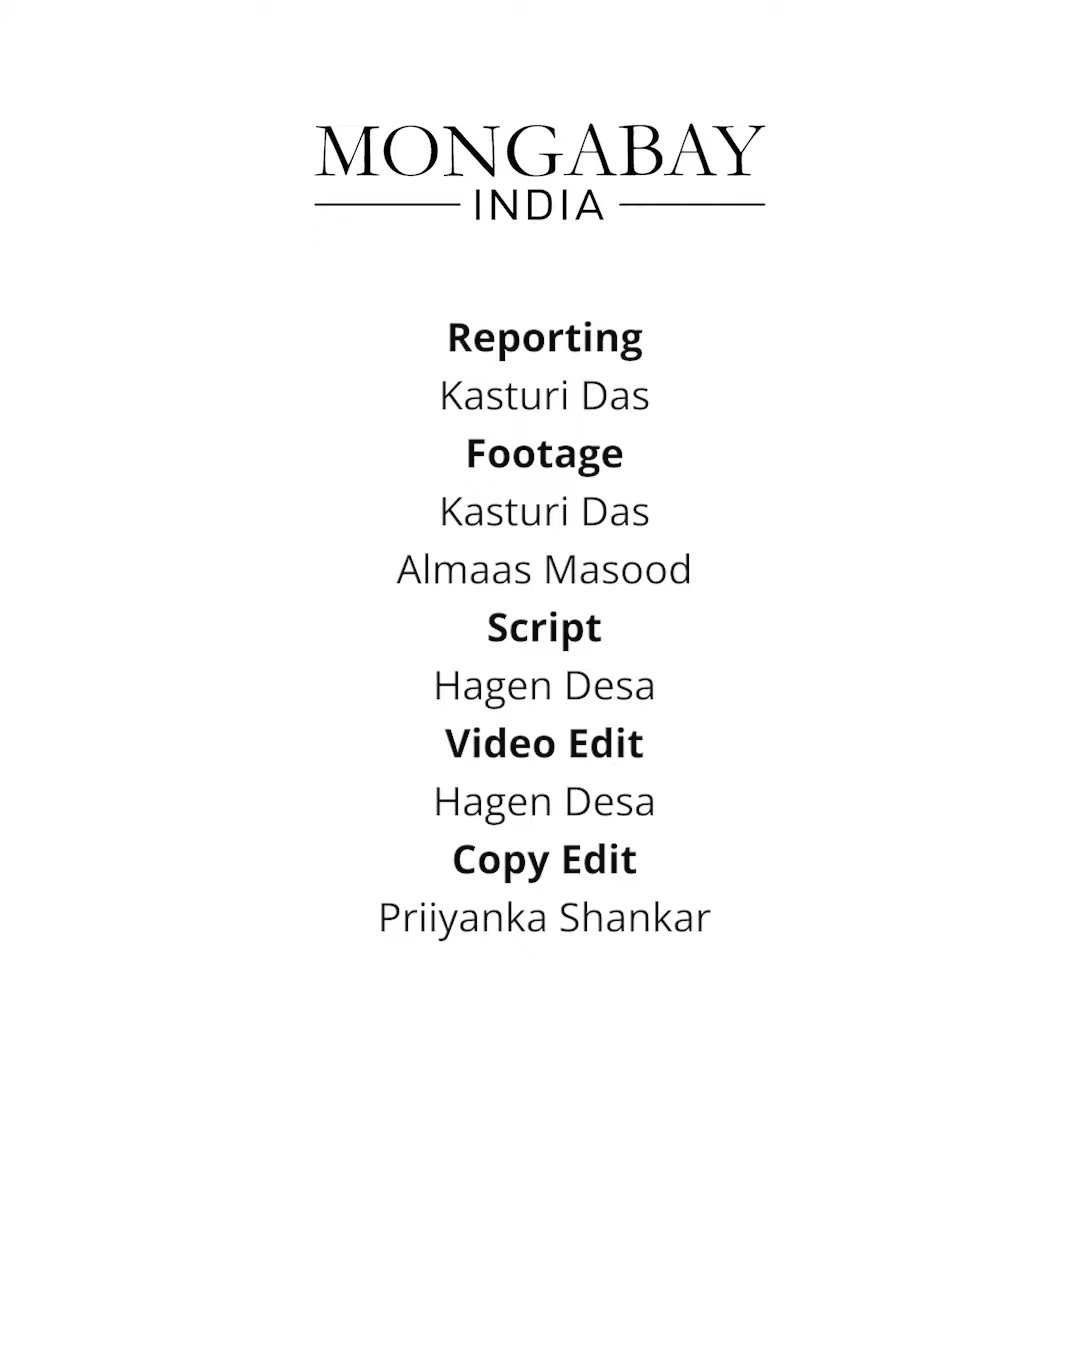 MONGABAY
INDIA
Reporting
Kasturi Das
Footage
Kasturi Das
Almaas Masood
Script
Hagen Desa
Video Edit
Hagen Desa
Copy Edit
Priiyanka Shankar